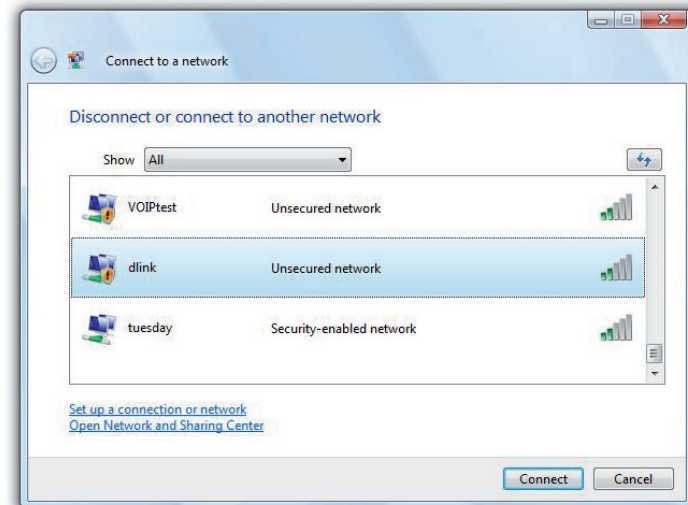 Connect to a network
Disconnect or connect to another network
Show All
VOIPtest Unsecured network
dlink Unsecured network
tuesday Security-enabled network
Set up a connection or network
Open Network and Sharing Center
Connect Cancel